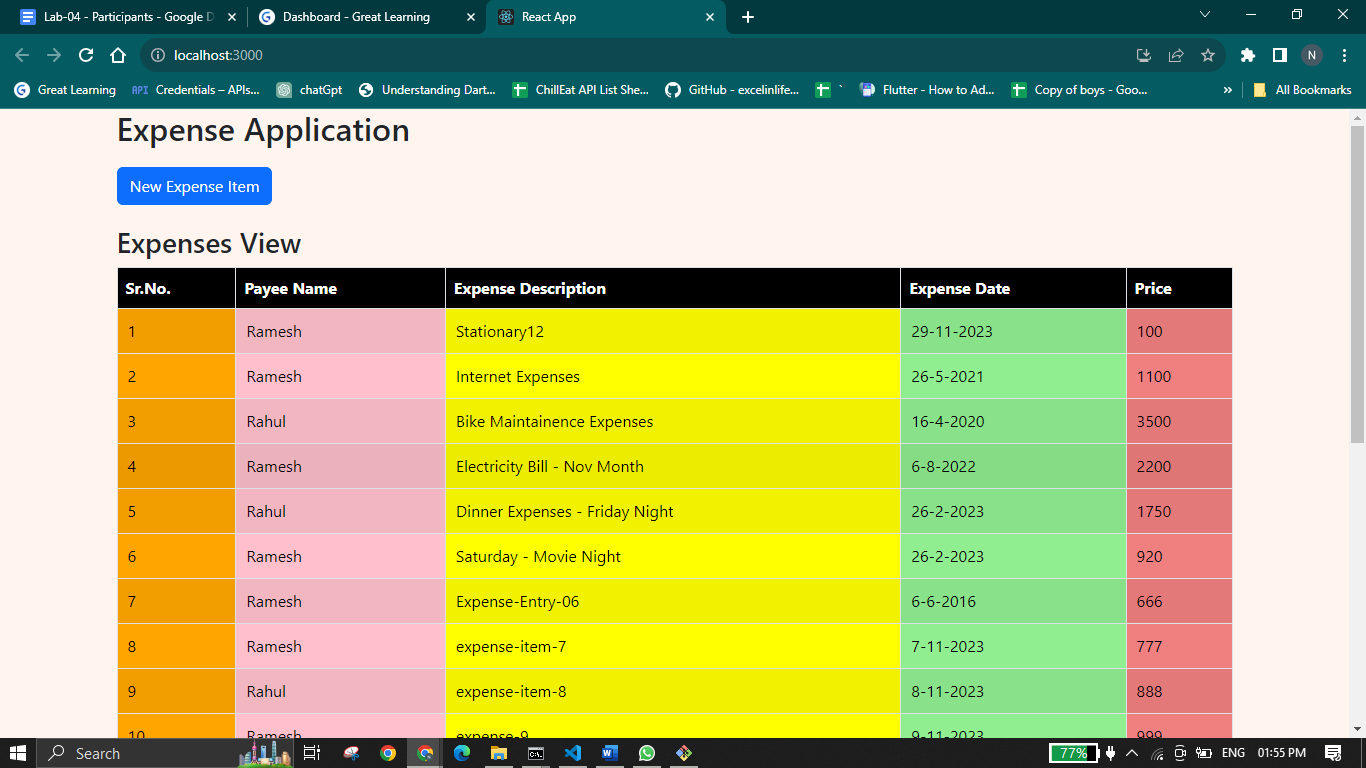 Lab-04 - Participants - Google D
Dashboard - Great Learning
React App
localhost:3000
N
Great Learning
API Credentials – APIs...
chatGpt
Understanding Dart...
ChillEat API List She...
GitHub - excelinlife...
`
Flutter - How to Ad...
Copy of boys - Goo...
»
All Bookmarks
Expense Application
New Expense Item
Expenses View
Sr.No. Payee Name Expense Description Expense Date Price
1 Ramesh Stationary12 29-11-2023 100
2 Ramesh Internet Expenses 26-5-2021 1100
3 Rahul Bike Maintainence Expenses 16-4-2020 3500
4 Ramesh Electricity Bill - Nov Month 6-8-2022 2200
5 Rahul Dinner Expenses - Friday Night 26-2-2023 1750
6 Ramesh Saturday - Movie Night 26-2-2023 920
7 Ramesh Expense-Entry-06 6-6-2016 666
8 Ramesh expense-item-7 7-11-2023 777
9 Rahul expense-item-8 8-11-2023 888
10 Ramesh expense-9 9-11-2023 999
Search
77%
ENG
01:55 PM